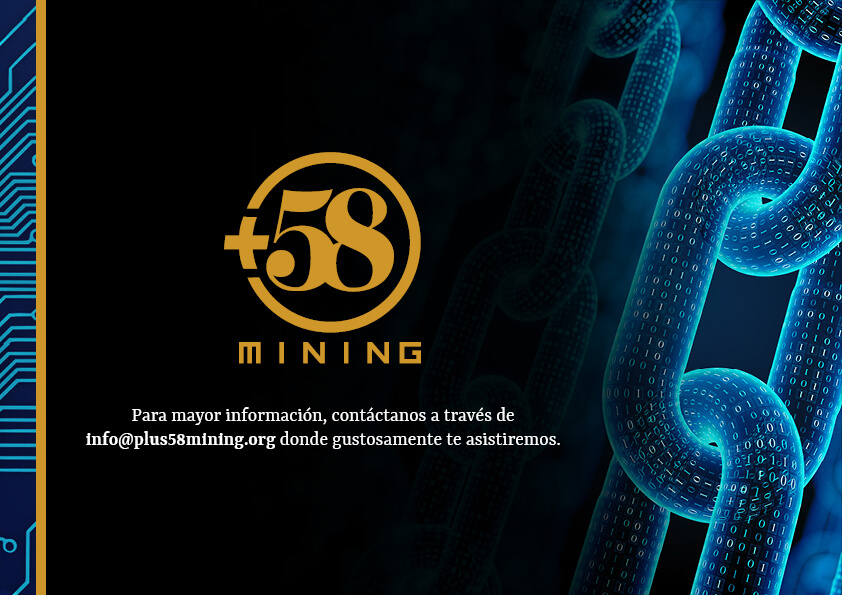 +58
MINING
Para mayor información, contáctanos a través de
info@plus58mining.org donde gustosamente te asistiremos.